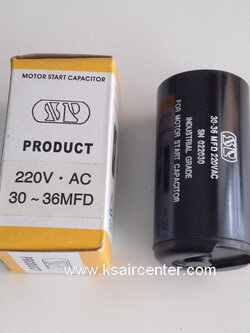 MOTOR START CAPACITOR
PRODUCT
220V · AC
30 ~ 36MFD
30-36 MFD 220VAC
SN 022030
INDUSTRIAL GRADE
FOR MOTOR START CAPACITOR
www.ksaircenter.com